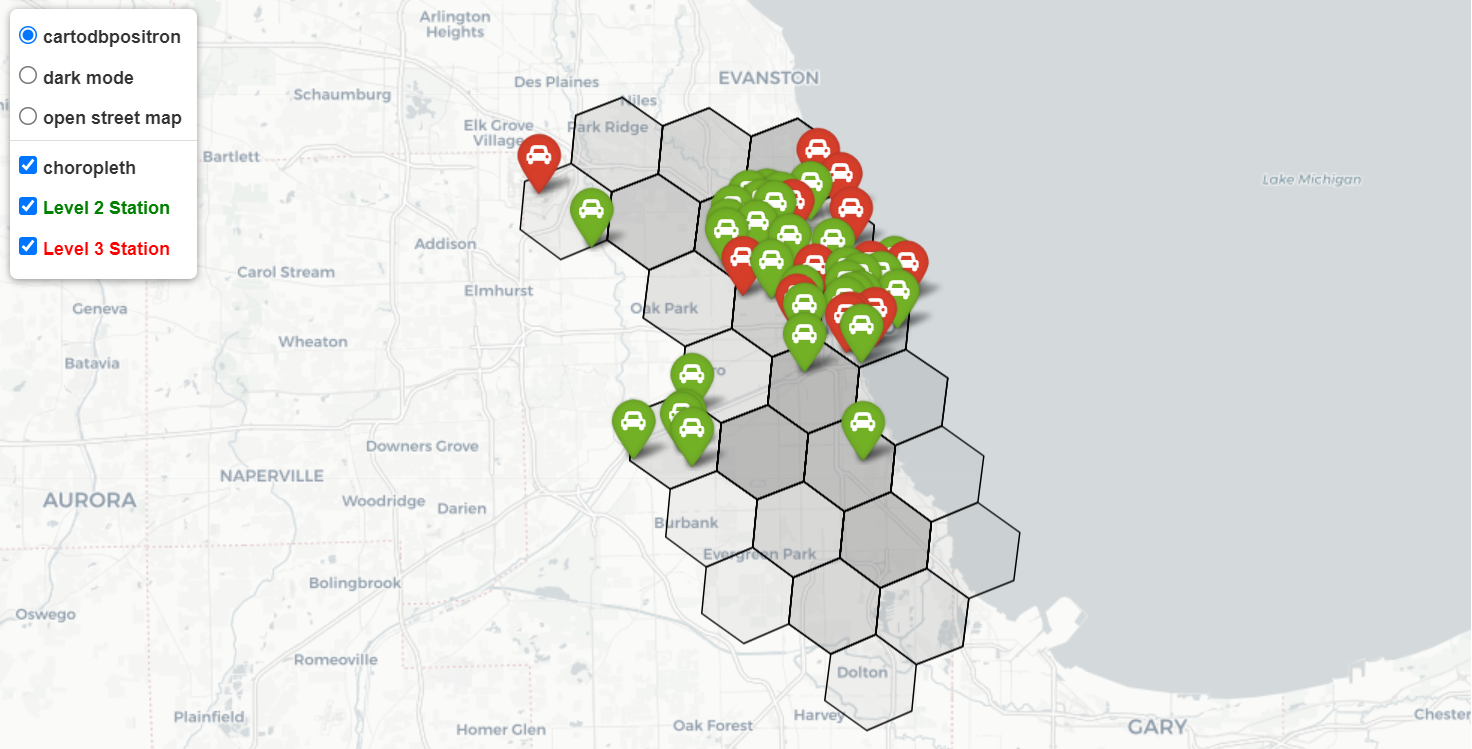 cartodbpositron
dark mode
open street map
choropleth
Level 2 Station
Level 3 Station
Arlington
Heights
EVANSTON
Des Plaines
Schaumburg
Niles
Elk Grove
Village
Park Ridge
Bartlett
Lake Michigan
Addison
Carol Stream
Elmhurst
Geneva
Oak Park
Wheaton
Batavia
Downers Grove
NAPERVILLE
AURORA
Woodridge
Darien
Burbank
Evergreen Park
Bolingbrook
Oswego
Romeoville
Dolton
Plainfield
Harvey
Homer Glen
Oak Forest
GARY
Chester